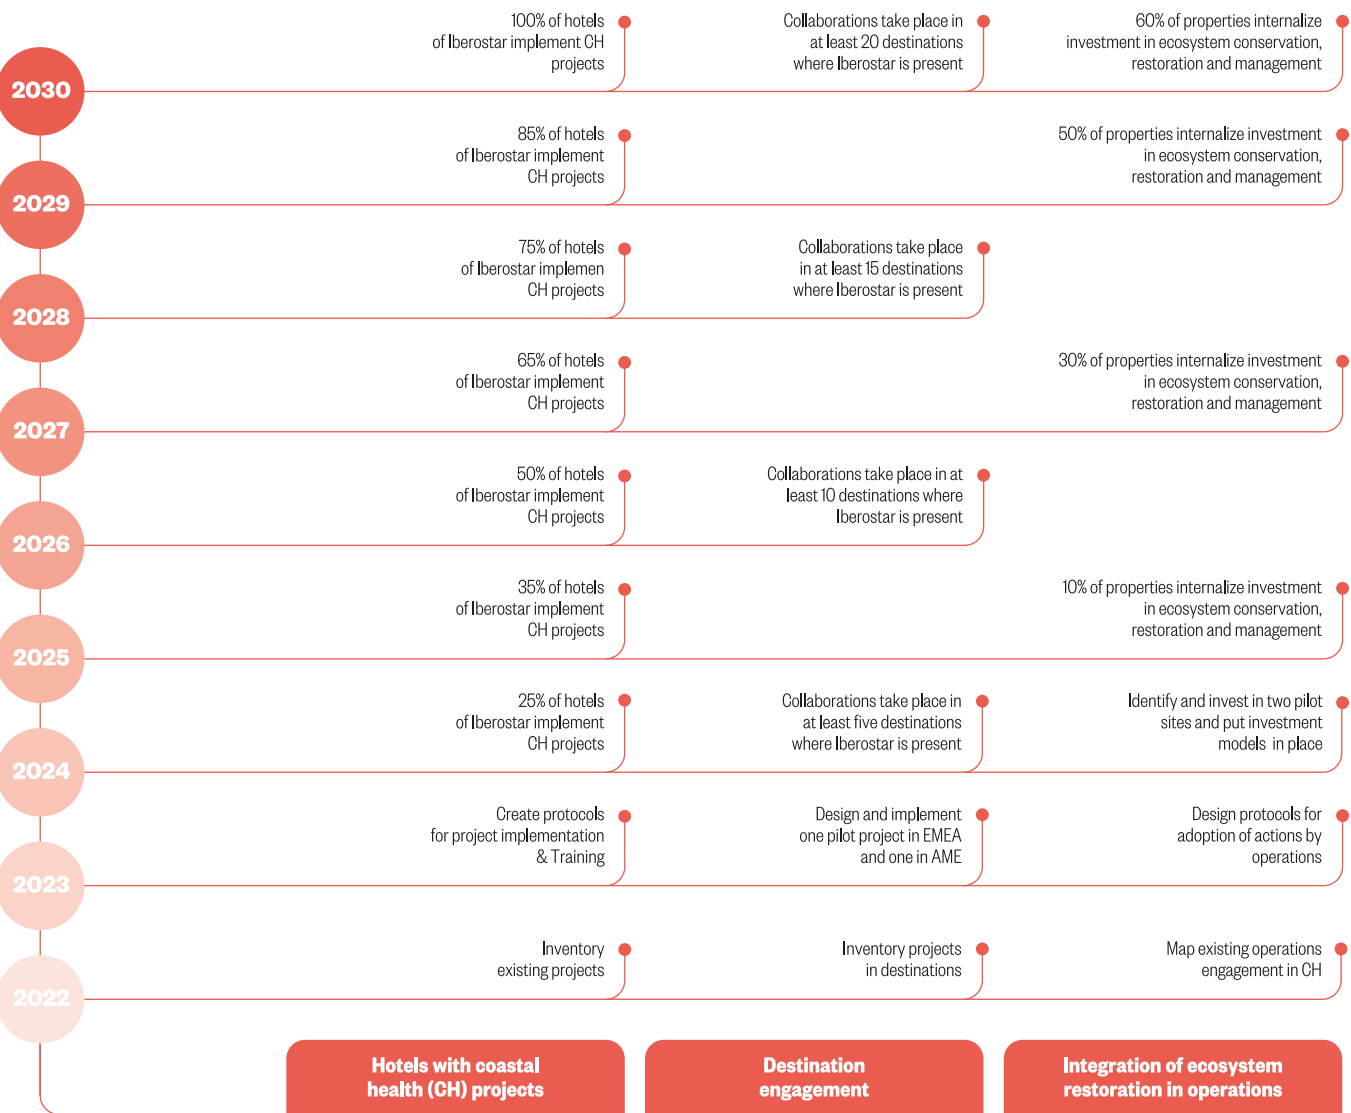 100% of hotels
of Iberostar implement CH
projects
Collaborations take place in
at least 20 destinations
where Iberostar is present
60% of properties internalize
investment in ecosystem conservation,
restoration and management
2030
85% of hotels
of Iberostar implement
CH projects
50% of properties internalize investment
in ecosystem conservation,
restoration and management
2029
75% of hotels
of Iberostar implemen
CH projects
Collaborations take place
in at least 15 destinations
where Iberostar is present
2028
65% of hotels
of Iberostar implement
CH projects
30% of properties internalize investment
in ecosystem conservation,
restoration and management
2027
50% of hotels
of Iberostar implement
CH projects
Collaborations take place in at
least 10 destinations where
Iberostar is present
2026
35% of hotels
of Iberostar implement
CH projects
10% of properties internalize investment
in ecosystem conservation,
restoration and management
2025
25% of hotels
of Iberostar implement
CH projects
Collaborations take place in
at least five destinations
where Iberostar is present
Identify and invest in two pilot
sites and put investment
models in place
2024
Create protocols
for project implementation
& Training
Design and implement
one pilot project in EMEA
and one in AME
Design protocols for
adoption of actions by
operations
2023
Inventory
existing projects
Inventory projects
in destinations
Map existing operations
engagement in CH
2022
Hotels with coastal
health (CH) projects
Destination
engagement
Integration of ecosystem
restoration in operations